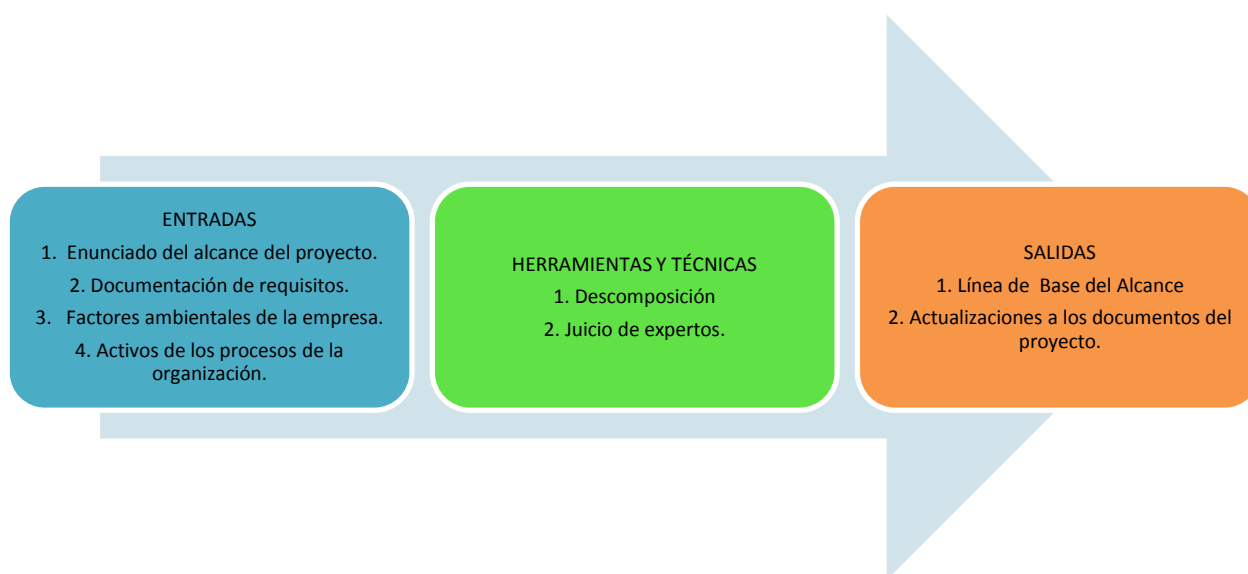 ENTRADAS
1. Enunciado del alcance del proyecto.
2. Documentación de requisitos.
3. Factores ambientales de la empresa.
4. Activos de los procesos de la
organización.
HERRAMIENTAS Y TÉCNICAS
1. Descomposición
2. Juicio de expertos.
SALIDAS
1. Línea de Base del Alcance
2. Actualizaciones a los documentos del
proyecto.